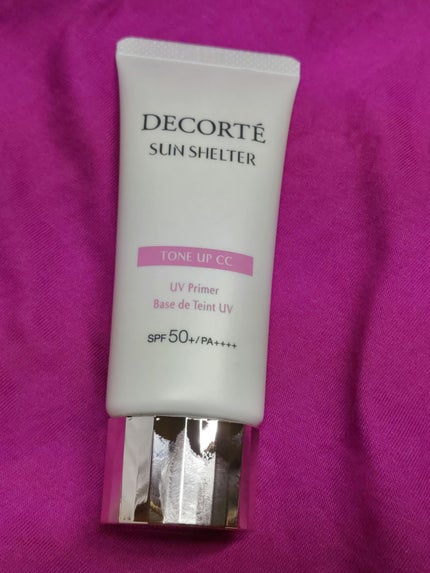 DECORTÉ
SUN SHELTER
TONE UP CC
UV Primer
Base de Teint UV
SPF 50+/PA++++